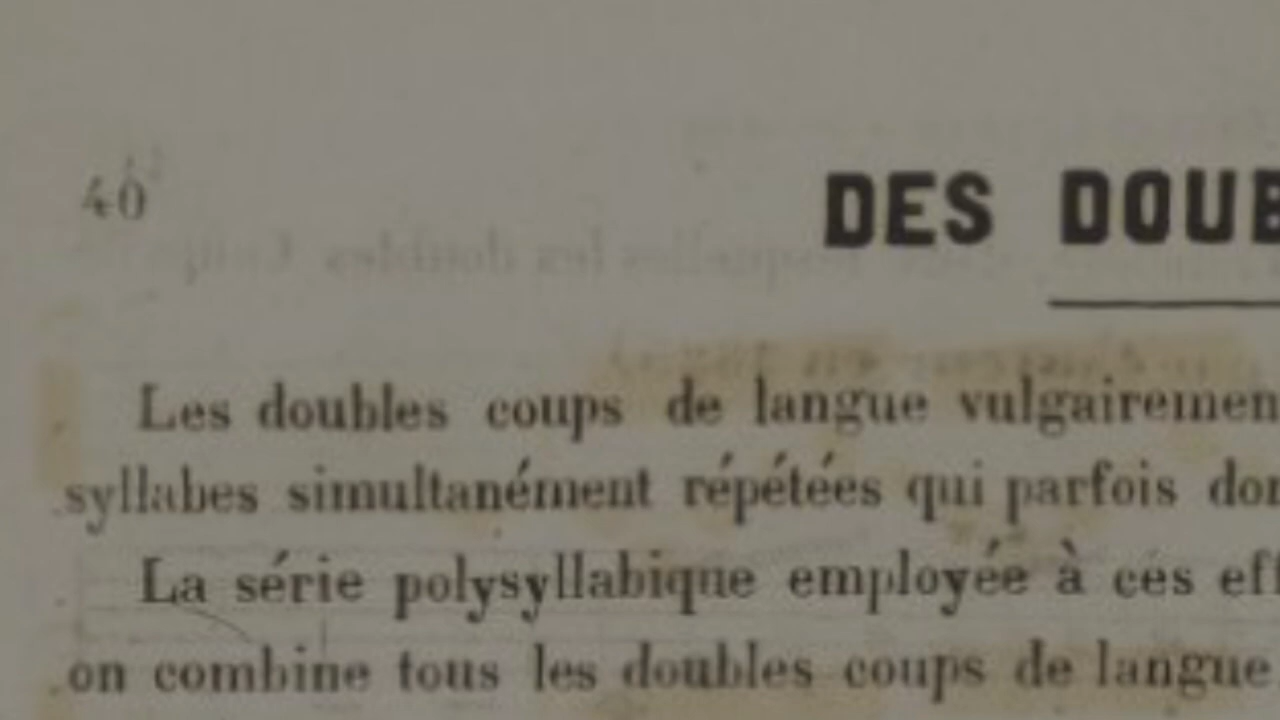 40
DES DOUB
Les doubles coups de langue vulgairemen
syllabes simultanément répétées qui parfois don
La série polysyllabique employée à ces eff
on combine tous les doubles coups de langue